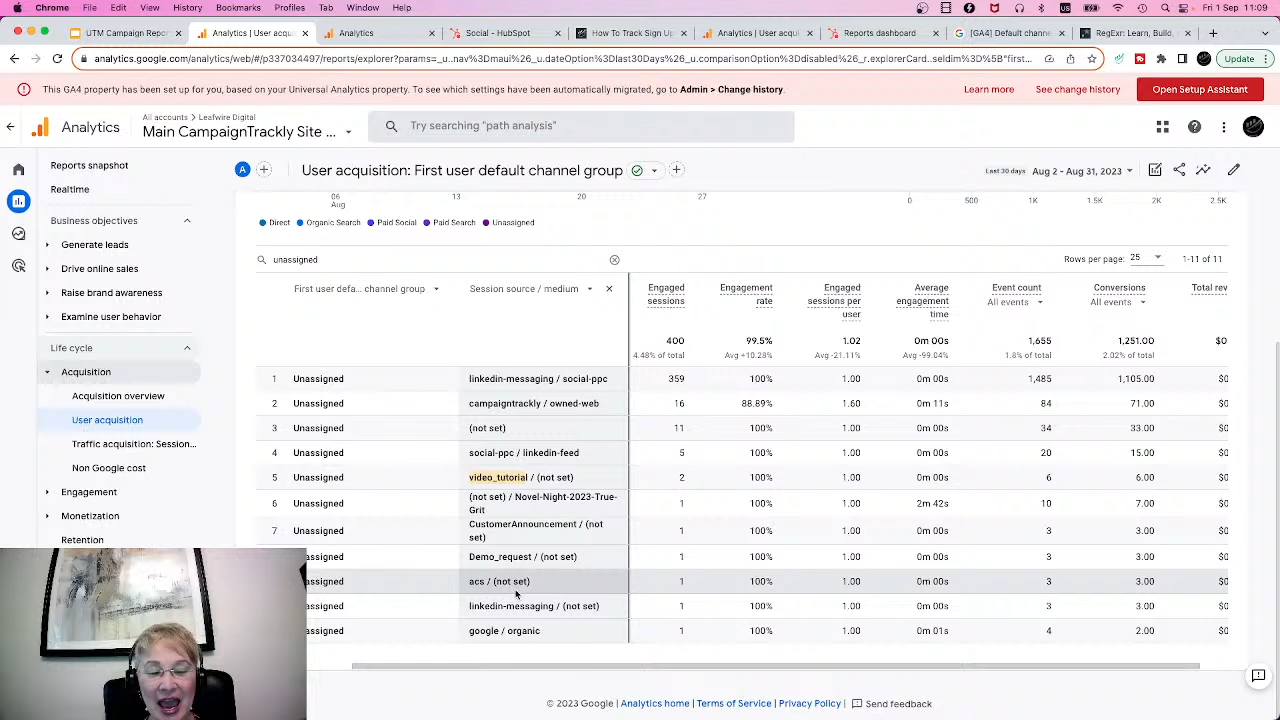 Chrome File Edit View History Bookmarks Profiles Tab Window Help US Fri 1 Sep 11:09
UTM Campaign Repor Analytics | User acquis Analytics Social - HubSpot How To Track Sign Up Analytics | User acqui Reports dashboard [GA4] Default channe RegExr: Learn, Build,
analytics.google.com/analytics/web/#/p337034497/reports/explorer?params=_..nav%3Dmaui%26_u.dateOption%3Dlast30Days%26_u.comparisonOption%3Ddisabled%26_r.explorerCard..seldim%3D%5B"first... Update
This GA4 property has been set up for you, based on your Universal Analytics property. To see which settings have been automatically migrated, go to Admin > Change history. Learn more See change history Open Setup Assistant
Analytics
All accounts > Leafwire Digital
Main CampaignTrackly Site ...
Try searching "path analysis"
Reports snapshot
Realtime
Business objectives
Generate leads
Drive online sales
Raise brand awareness
Examine user behavior
Life cycle
Acquisition
Acquisition overview
User acquisition
Traffic acquisition: Session...
Non Google cost
Engagement
Monetization
Retention
A User acquisition: First user default channel group Last 30 days Aug 2 - Aug 31, 2023
06 13 20 27 0 500 1K 1.5K 2K 2.5K
Aug
Direct Organic Search Paid Social Paid Search Unassigned
unassigned Rows per page: 25 1-11 of 11
First user defa... channel group Session source / medium Engaged sessions Engagement rate Engaged sessions per user Average engagement time Event count All events Conversions All events Total rev
400 99.5% 1.02 0m 00s 1,655 1,251.00 $0
4.48% of total Avg +10.28% Avg -21.11% Avg -99.04% 1.8% of total 2.02% of total
1 Unassigned linkedin-messaging / social-ppc 359 100% 1.00 0m 00s 1,485 1,105.00 $0
2 Unassigned campaigntrackly / owned-web 16 88.89% 1.60 0m 11s 84 71.00 $0
3 Unassigned (not set) 11 100% 1.00 0m 00s 34 33.00 $0
4 Unassigned social-ppc / linkedin-feed 5 100% 1.00 0m 00s 20 15.00 $0
5 Unassigned video_tutorial / (not set) 2 100% 1.00 0m 00s 6 6.00 $0
6 Unassigned (not set) / Novel-Night-2023-True-Grit 1 100% 1.00 2m 42s 10 7.00 $0
7 Unassigned CustomerAnnouncement / (not set) 1 100% 1.00 0m 00s 3 3.00 $0
assigned Demo_request / (not set) 1 100% 1.00 0m 00s 3 3.00 $0
assigned acs / (not set) 1 100% 1.00 0m 00s 3 3.00 $0
assigned linkedin-messaging / (not set) 1 100% 1.00 0m 00s 3 3.00 $0
assigned google / organic 1 100% 1.00 0m 01s 4 2.00 $0
© 2023 Google | Analytics home | Terms of Service | Privacy Policy | Send feedback